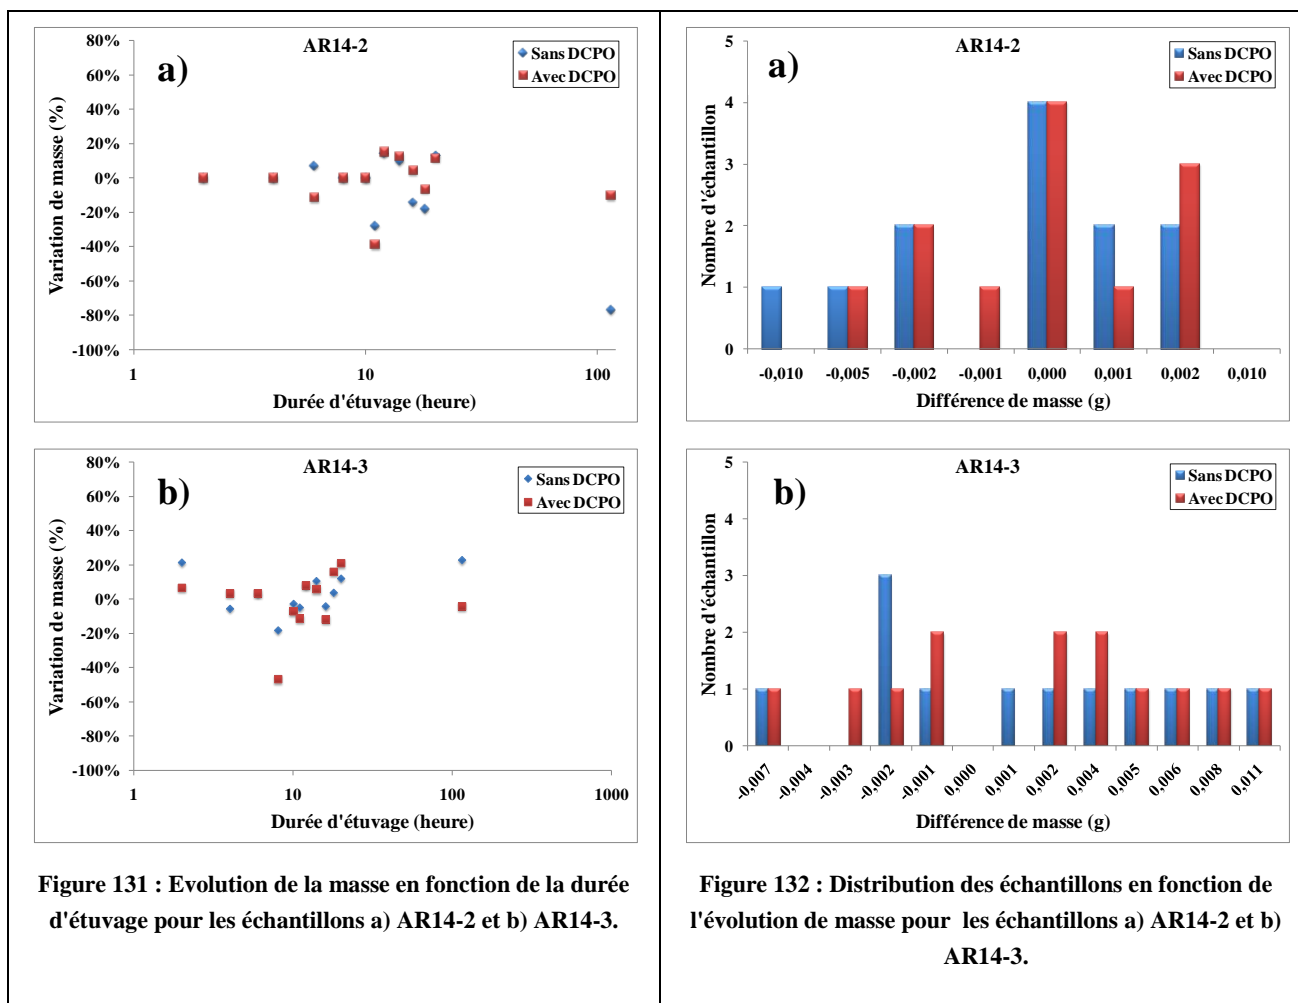 AR14-2
a)
Sans DCPO
Avec DCPO
Variation de masse (%)
80%
60%
40%
20%
0%
-20%
-40%
-60%
-80%
-100%
1
10
100
Durée d'étuvage (heure)
AR14-3
b)
Sans DCPO
Avec DCPO
Variation de masse (%)
80%
60%
40%
20%
0%
-20%
-40%
-60%
-80%
-100%
1
10
100
1000
Durée d'étuvage (heure)
Figure 131 : Evolution de la masse en fonction de la durée
d'étuvage pour les échantillons a) AR14-2 et b) AR14-3.
AR14-2
a)
Sans DCPO
Avec DCPO
Nombre d'échantillon
5
4
3
2
1
0
-0,010
-0,005
-0,002
-0,001
0,000
0,001
0,002
0,010
Différence de masse (g)
AR14-3
b)
Sans DCPO
Avec DCPO
Nombre d'échantillon
5
4
3
2
1
0
-0,007
-0,004
-0,003
-0,002
-0,001
0,000
0,001
0,002
0,004
0,005
0,006
0,008
0,011
Différence de masse (g)
Figure 132 : Distribution des échantillons en fonction de
l'évolution de masse pour les échantillons a) AR14-2 et b)
AR14-3.